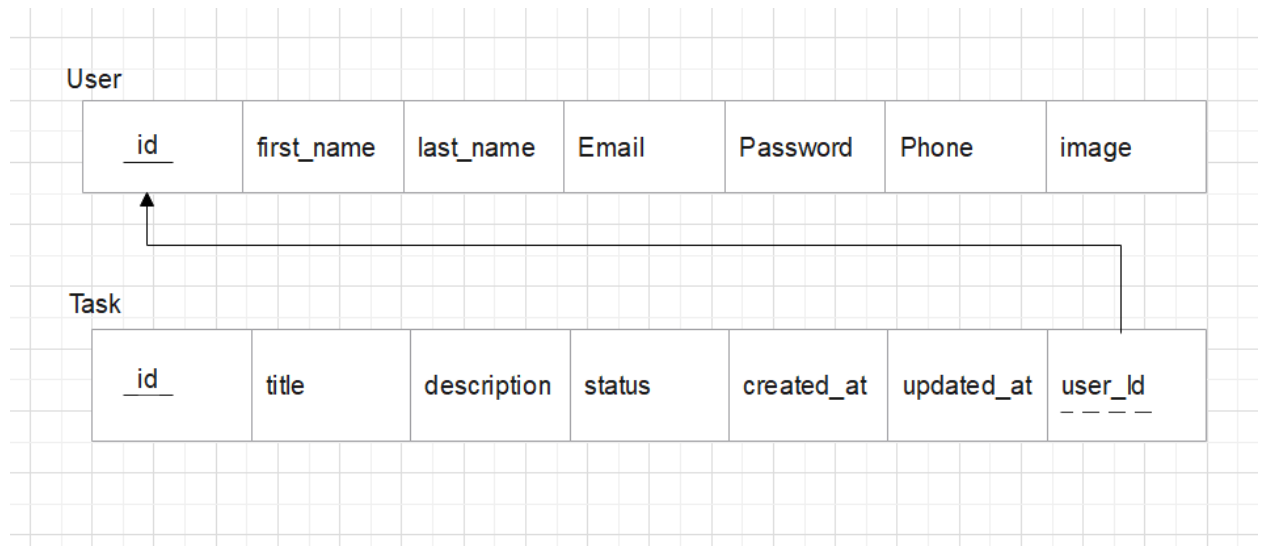 User
id first_name last_name Email Password Phone image
Task
id title description status created_at updated_at user_Id